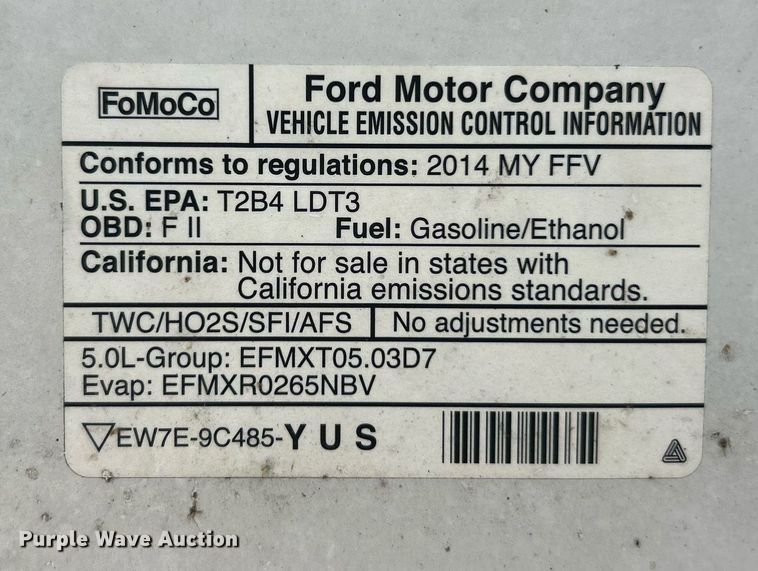 FoMoCo
Ford Motor Company
VEHICLE EMISSION CONTROL INFORMATION
Conforms to regulations: 2014 MY FFV
U.S. EPA: T2B4 LDT3
OBD: F II Fuel: Gasoline/Ethanol
California: Not for sale in states with
California emissions standards.
TWC/HO2S/SFI/AFS No adjustments needed.
5.0L-Group: EFMXT05.03D7
Evap: EFMXR0265NBV
▽EW7E-9C485-YUS
Purple Wave Auction